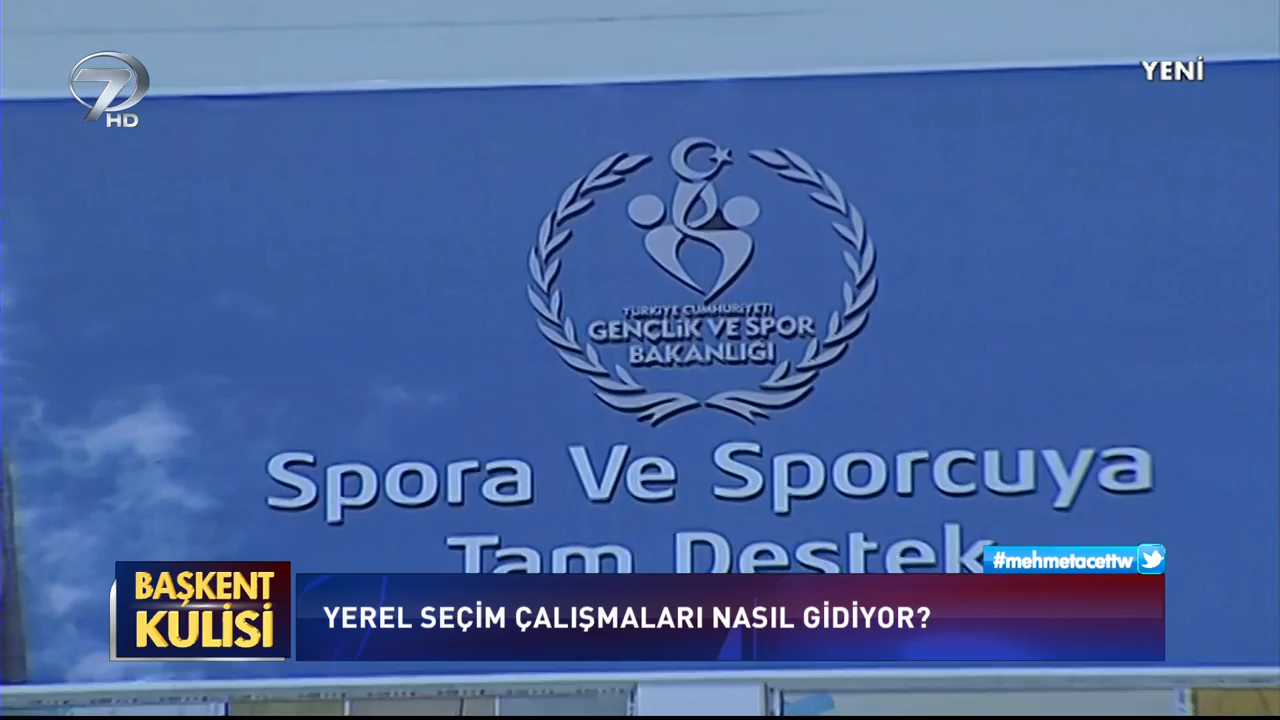 7
HD
YENİ
TÜRKİYE CUMHURİYETİ
GENÇLİK VE SPOR
BAKANLIĞI
Spora Ve Sporcuya
Tam Destek
#mehmetacettw
BAŞKENT
KULİSİ
YEREL SEÇİM ÇALIŞMALARI NASIL GİDİYOR?